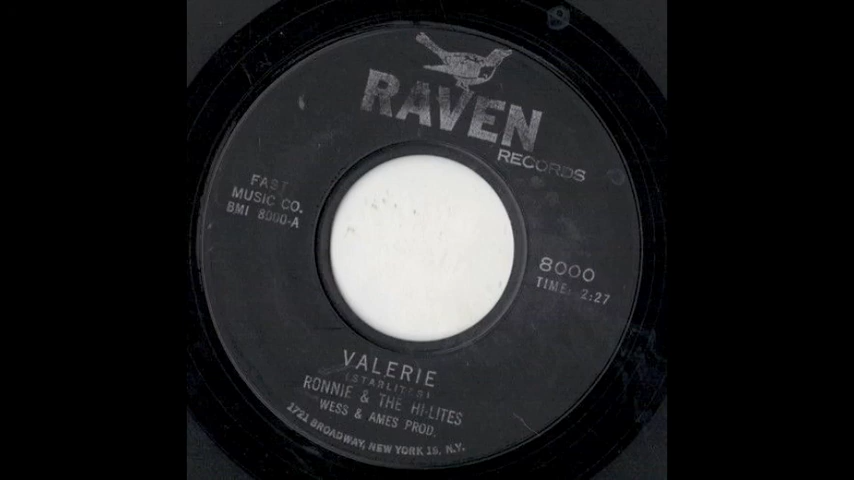 RAVEN
RECORDS
FAST
MUSIC CO.
BMI 8000-A
8000
TIME: 2:27
VALERIE
(STARLITES)
RONNIE & THE HI-LITES
WESS & AMES PROD.
1721 BROADWAY, NEW YORK 19, N.Y.